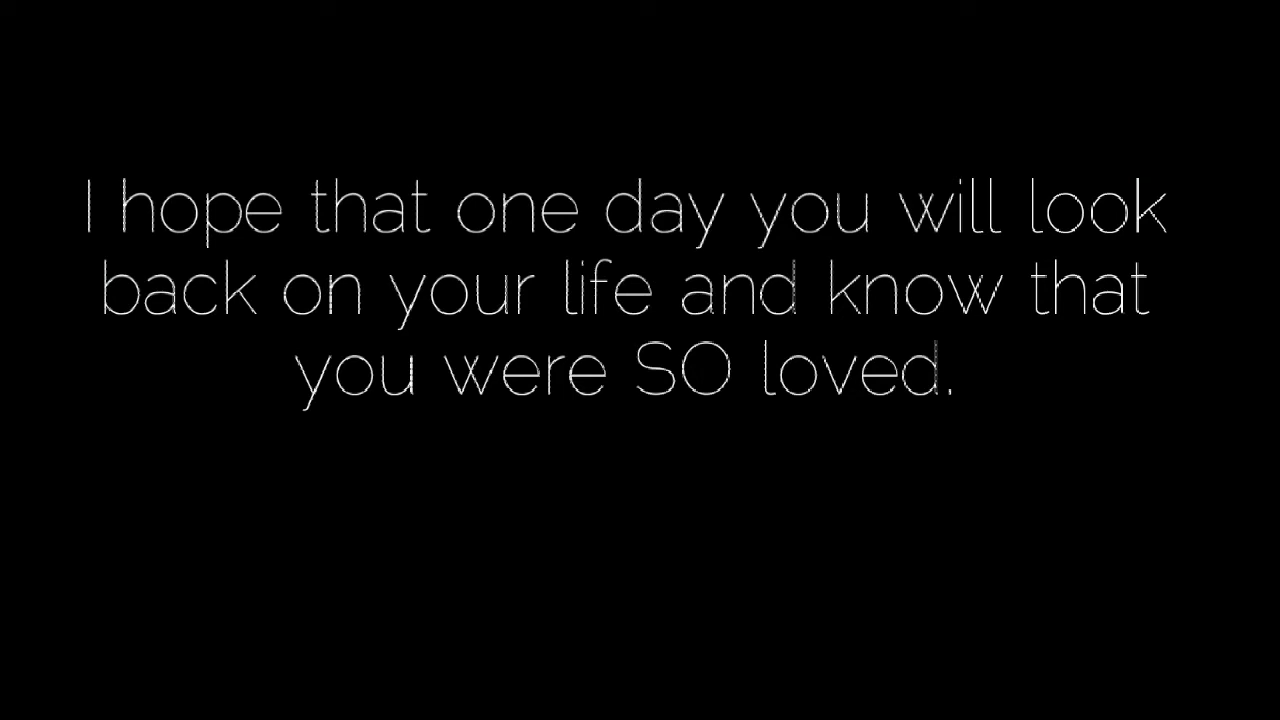 I hope that one day you will look
back on your life and know that
you were SO loved.